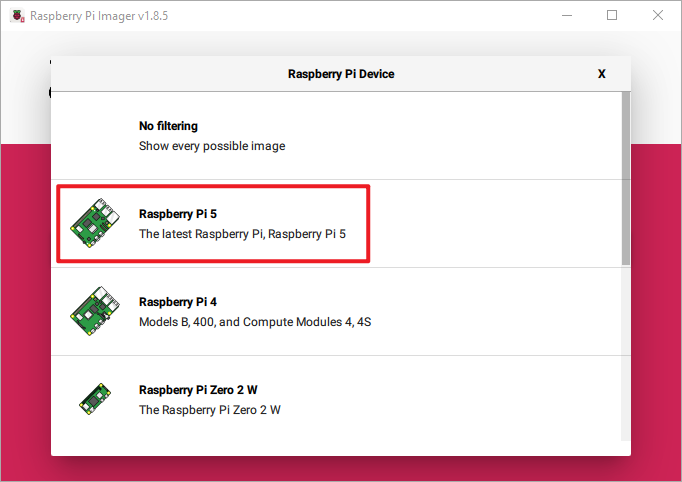 Raspberry Pi Imager v1.8.5
Raspberry Pi Device
X
No filtering
Show every possible image
Raspberry Pi 5
The latest Raspberry Pi, Raspberry Pi 5
Raspberry Pi 4
Models B, 400, and Compute Modules 4, 4S
Raspberry Pi Zero 2 W
The Raspberry Pi Zero 2 W